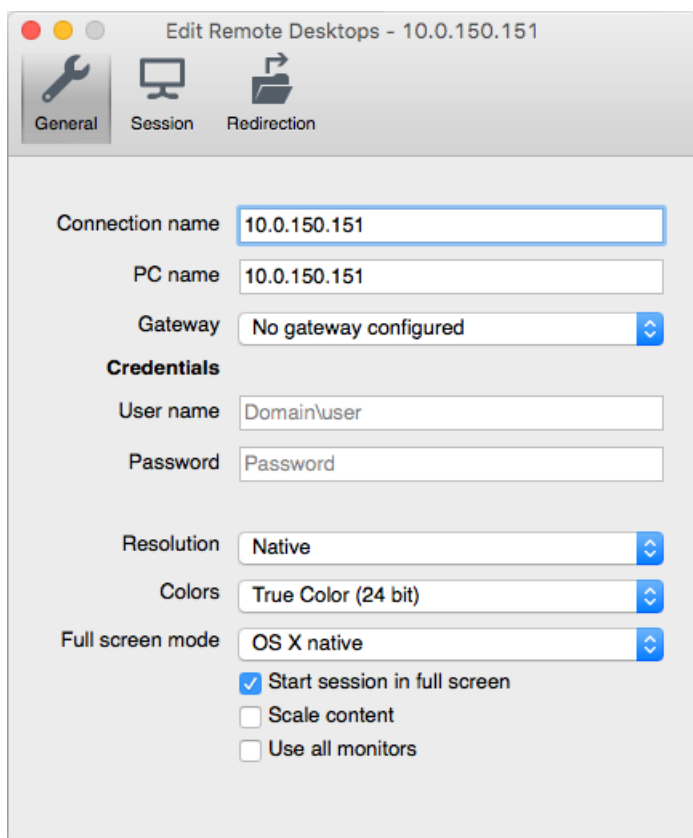 Edit Remote Desktops - 10.0.150.151
General Session Redirection
Connection name 10.0.150.151
PC name 10.0.150.151
Gateway No gateway configured
Credentials
User name Domain\user
Password Password
Resolution Native
Colors True Color (24 bit)
Full screen mode OS X native
Start session in full screen
Scale content
Use all monitors